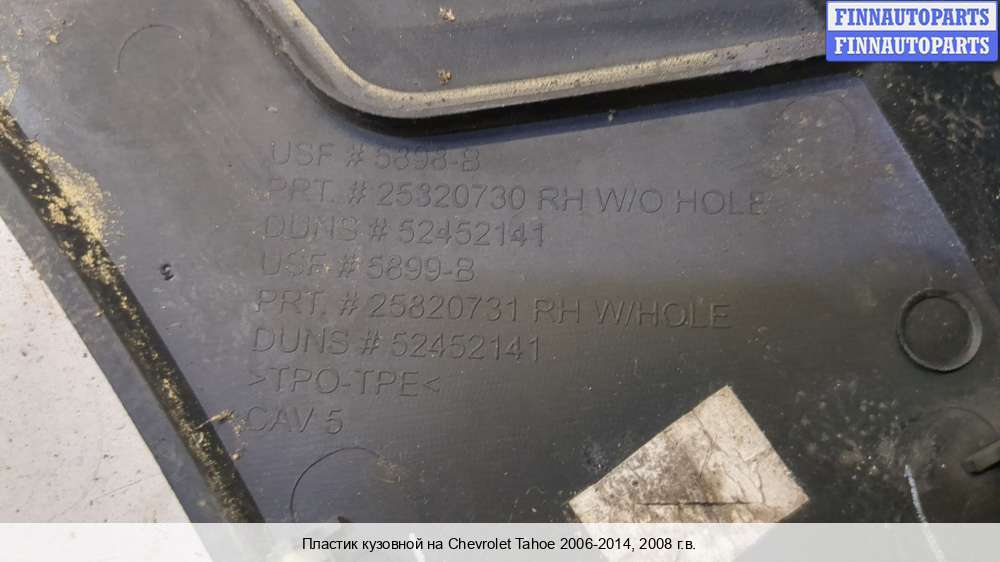 FINNAUTOPARTS
FINNAUTOPARTS
USF # 5898-B
PRT. # 25820730 RH W/O HOLE
DUNS # 52452141
USF # 5899-B
PRT. # 25820731 RH W/HOLE
DUNS # 52452141
>TPO-TPE<
CAV 5
Пластик кузовной на Chevrolet Tahoe 2006-2014, 2008 г.в.